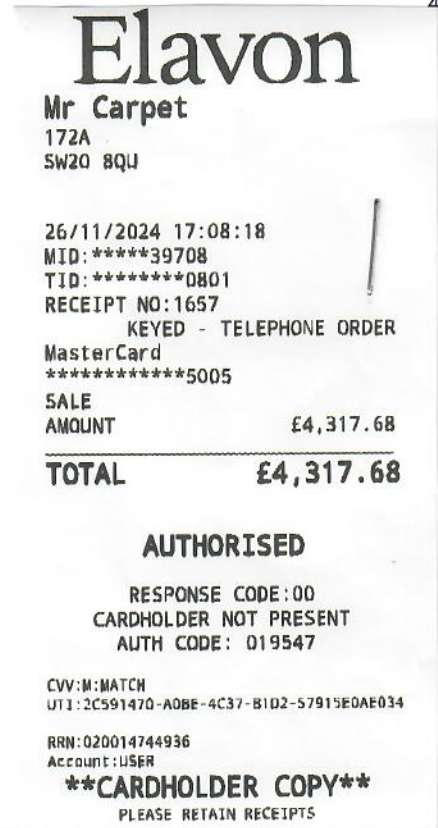 Elavon
Mr Carpet
172A
SW20 8QU
26/11/2024 17:08:18
MID:*****39708
TID:********0801
RECEIPT NO:1657
KEYED - TELEPHONE ORDER
MasterCard
************5005
SALE
AMOUNT £4,317.68
TOTAL £4,317.68
AUTHORISED
RESPONSE CODE:00
CARDHOLDER NOT PRESENT
AUTH CODE: 019547
CVV:M:MATCH
UTI:2C591470-A0BE-4C37-B1D2-57915E0AE034
RRN:020014744936
Account:USER
**CARDHOLDER COPY**
PLEASE RETAIN RECEIPTS